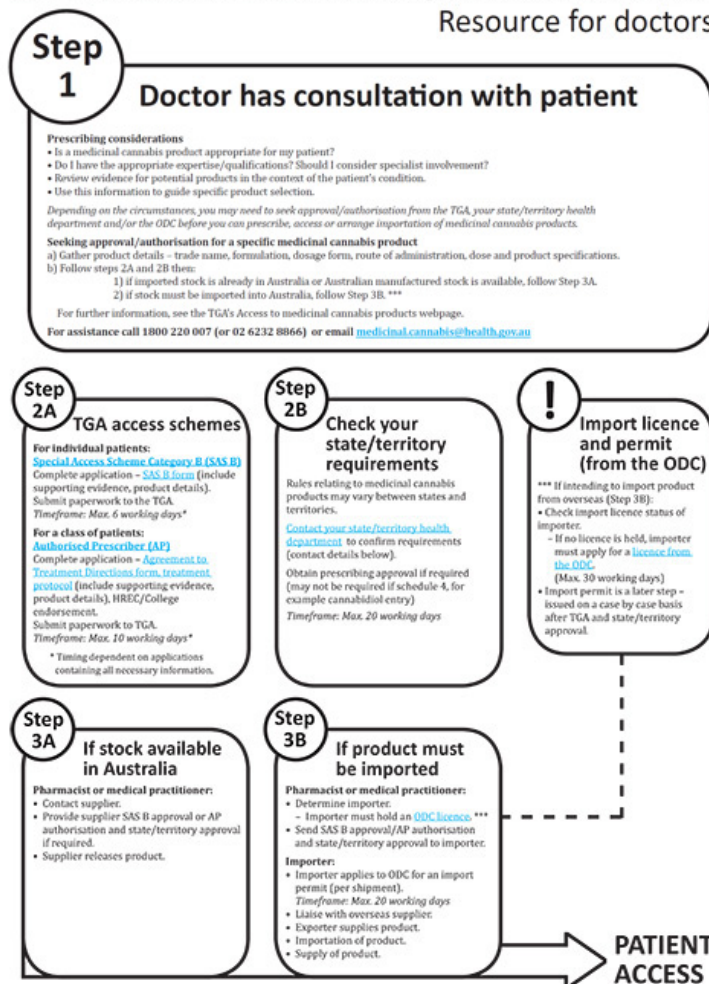 Resource for doctors
Step
1
Doctor has consultation with patient
Prescribing considerations
• Is a medicinal cannabis product appropriate for my patient?
• Do I have the appropriate expertise/qualifications? Should I consider specialist involvement?
• Review evidence for potential products in the context of the patient's condition.
• Use this information to guide specific product selection.
Depending on the circumstances, you may need to seek approval/authorisation from the TGA, your state/territory health
department and/or the ODC before you can prescribe, access or arrange importation of medicinal cannabis products.
Seeking approval/authorisation for a specific medicinal cannabis product
a) Gather product details – trade name, formulation, dosage form, route of administration, dose and product specifications.
b) Follow steps 2A and 2B then:
1) if imported stock is already in Australia or Australian manufactured stock is available, follow Step 3A.
2) if stock must be imported into Australia, follow Step 3B. ***
For further information, see the TGA's Access to medicinal cannabis products webpage.
For assistance call 1800 220 007 (or 02 6232 8866) or email medicinal.cannabis@health.gov.au
Step
2A
TGA access schemes
For individual patients:
Special Access Scheme Category B (SAS B)
Complete application – SAS B form (include
supporting evidence, product details).
Submit paperwork to the TGA.
Timeframe: Max. 6 working days*
For a class of patients:
Authorised Prescriber (AP)
Complete application – Agreement to
Treatment Directions form, treatment
protocol (include supporting evidence,
product details), HREC/College
endorsement.
Submit paperwork to TGA.
Timeframe: Max. 10 working days*
* Timing dependent on applications
containing all necessary information.
Step
2B
Check your
state/territory
requirements
Rules relating to medicinal cannabis
products may vary between states and
territories.
Contact your state/territory health
department to confirm requirements
(contact details below).
Obtain prescribing approval if required
(may not be required if schedule 4, for
example cannabidiol entry)
Timeframe: Max. 20 working days
!
Import licence
and permit
(from the ODC)
*** If intending to import product
from overseas (Step 3B):
• Check import licence status of
importer.
– If no licence is held, importer
must apply for a licence from
the ODC.
(Max. 30 working days)
• Import permit is a later step –
issued on a case by case basis
after TGA and state/territory
approval.
Step
3A
If stock available
in Australia
Pharmacist or medical practitioner:
• Contact supplier.
• Provide supplier SAS B approval or AP
authorisation and state/territory approval
if required.
• Supplier releases product.
Step
3B
If product must
be imported
Pharmacist or medical practitioner:
• Determine importer.
– Importer must hold an ODC licence. ***
• Send SAS B approval/AP authorisation
and state/territory approval to importer.
Importer:
• Importer applies to ODC for an import
permit (per shipment).
Timeframe: Max. 20 working days
• Liaise with overseas supplier.
• Exporter supplies product.
• Importation of product.
• Supply of product.
PATIENT
ACCESS